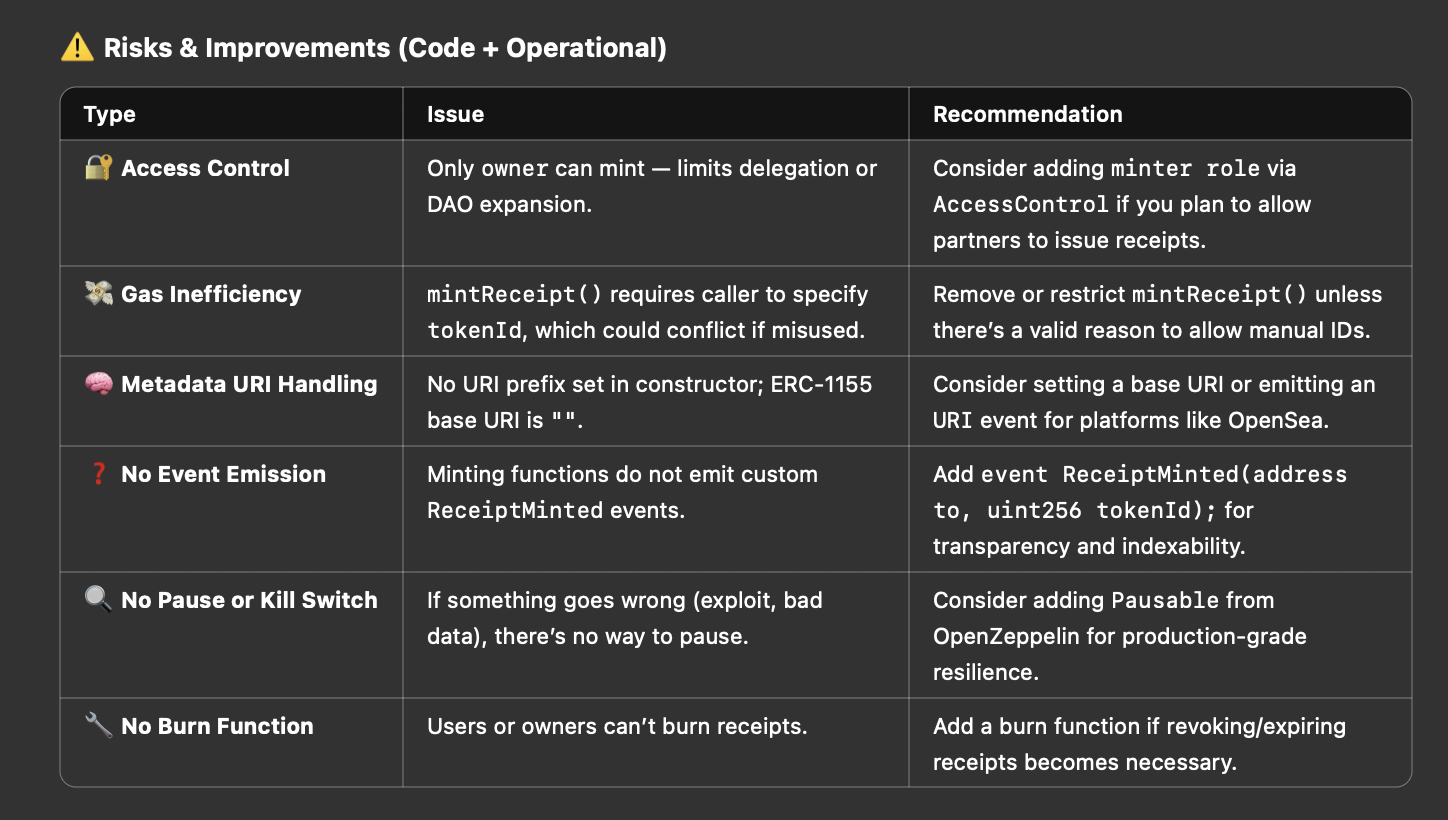 ⚠️ Risks & Improvements (Code + Operational)
Type
Issue
Recommendation
🔐 Access Control
Only owner can mint — limits delegation or
DAO expansion.
Consider adding minter role via
AccessControl if you plan to allow
partners to issue receipts.
💸 Gas Inefficiency
mintReceipt() requires caller to specify
tokenId, which could conflict if misused.
Remove or restrict mintReceipt() unless
there’s a valid reason to allow manual IDs.
🧠 Metadata URI Handling
No URI prefix set in constructor; ERC-1155
base URI is "".
Consider setting a base URI or emitting an
URI event for platforms like OpenSea.
❓ No Event Emission
Minting functions do not emit custom
ReceiptMinted events.
Add event ReceiptMinted(address
to, uint256 tokenId); for
transparency and indexability.
🔍 No Pause or Kill Switch
If something goes wrong (exploit, bad
data), there’s no way to pause.
Consider adding Pausable from
OpenZeppelin for production-grade
resilience.
🔧 No Burn Function
Users or owners can’t burn receipts.
Add a burn function if revoking/expiring
receipts becomes necessary.